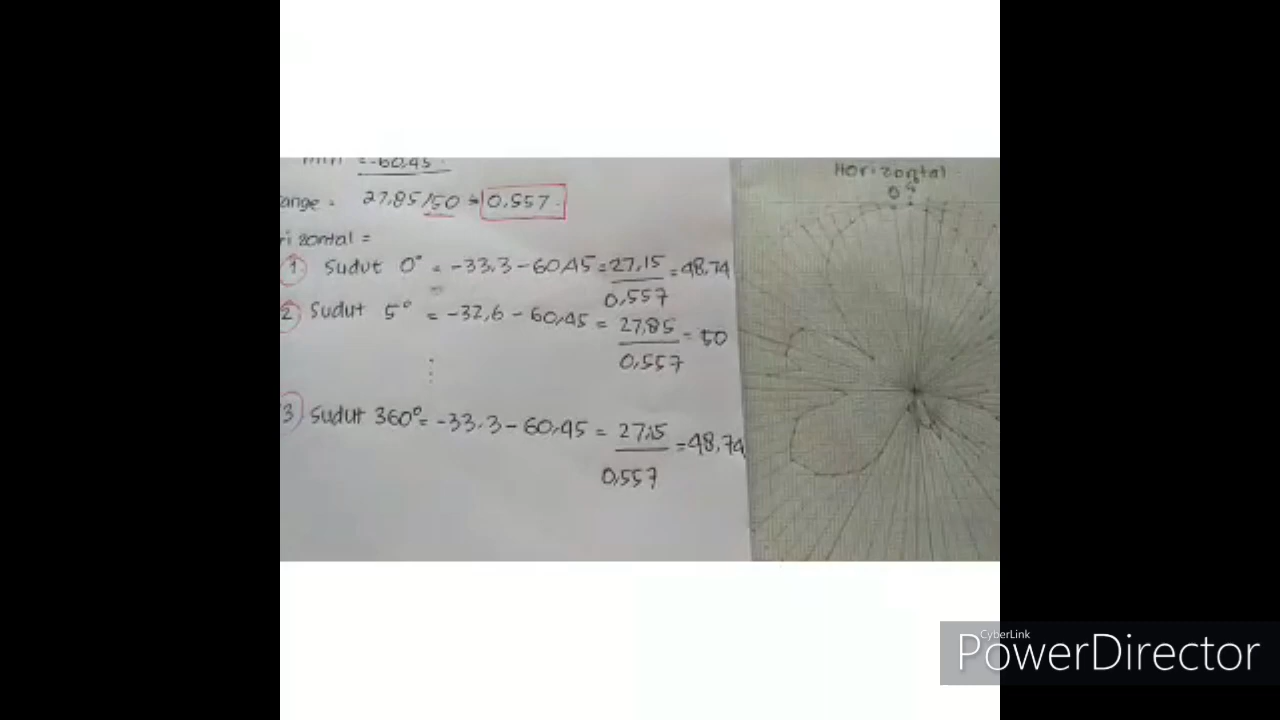 min = -60,45
ange = 27,85/50 = 0,557
rizontal =
1. Sudut 0° = -33,3 - 60,45 = 27,15 / 0,557 = 48,74
2 Sudut 5° = -32,6 - 60,45 = 27,85 / 0,557 = 50
⋮
3 Sudut 360° = -33,3 - 60,45 = 27,15 / 0,557 = 48,74
Horizontal
0°
CyberLink
PowerDirector